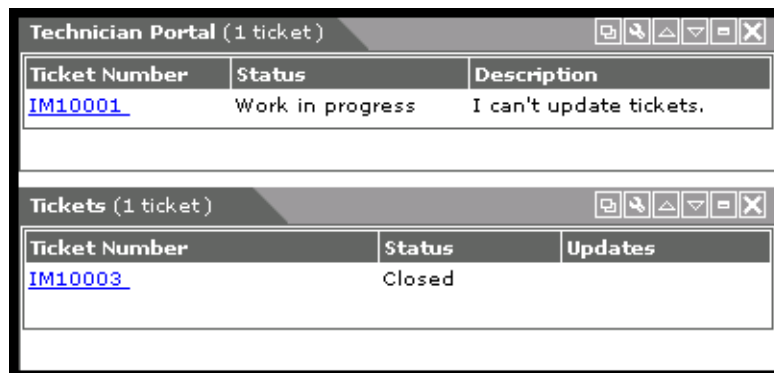 Technician Portal (1 ticket)
Ticket Number Status Description
IM10001 Work in progress I can't update tickets.
Tickets (1 ticket)
Ticket Number Status Updates
IM10003 Closed